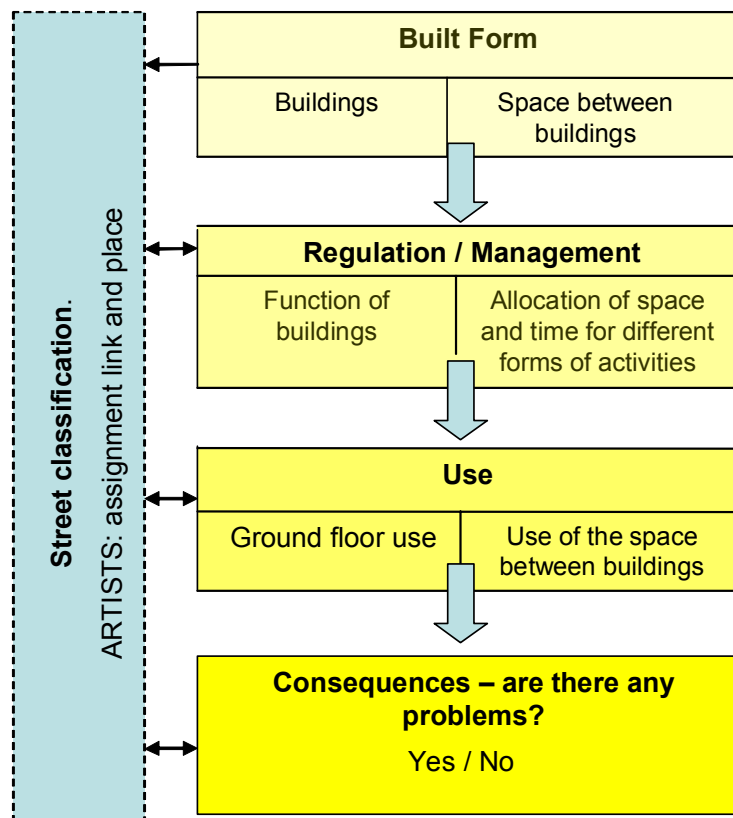 Street classification.
ARTISTS: assignment link and place
Built Form
Buildings
Space between
buildings
Regulation / Management
Function of
buildings
Allocation of space
and time for different
forms of activities
Use
Ground floor use
Use of the space
between buildings
Consequences – are there any
problems?
Yes / No